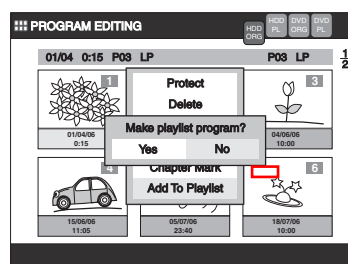 PROGRAM EDITING
HDD ORG
HDD PL
DVD ORG
DVD PL
01/04 0:15 P03 LP P03 LP
1
2
1
3
Protect
Delete
Make playlist program?
Yes No
01/04/06
0:15
04/06/06
10:00
4
6
Chapter Mark
Add To Playlist
15/06/06
11:05
05/07/06
23:40
18/07/06
10:00